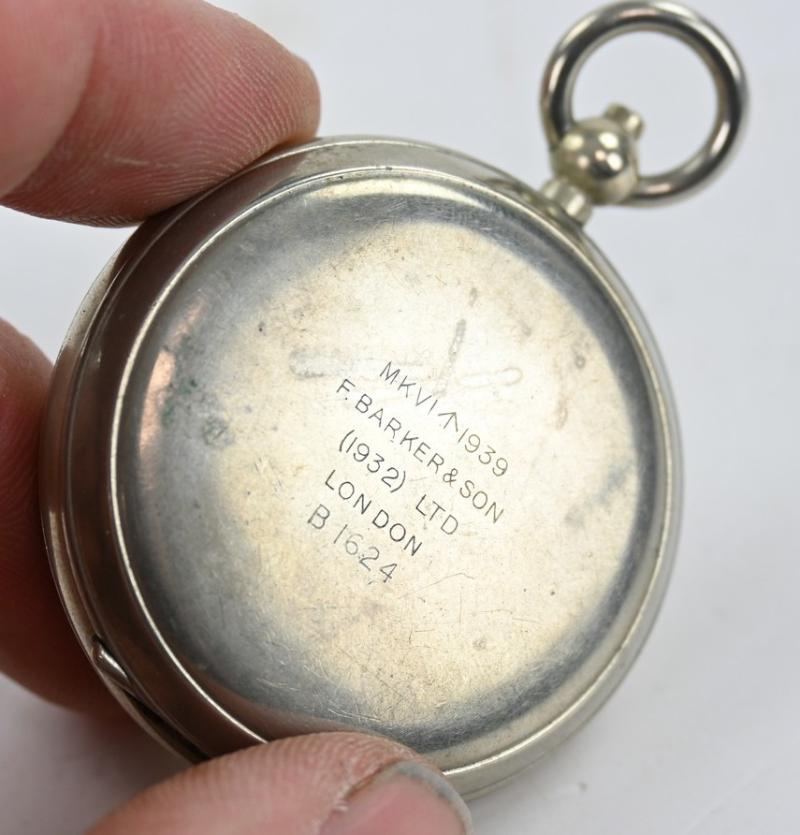 MKVI ↑ 1939
F. BARKER & SON
(1932) LTD
LONDON
B 1624